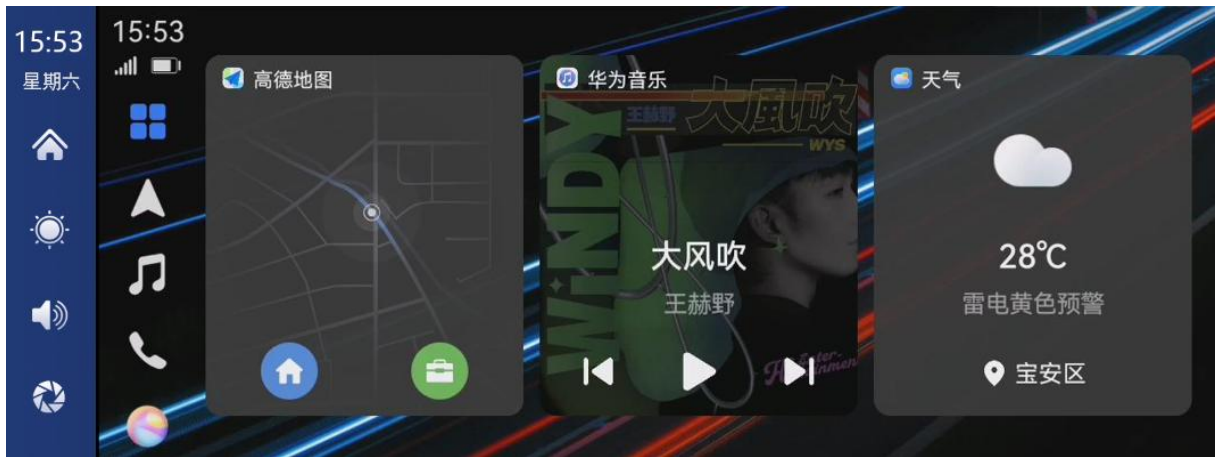 15:53
星期六
15:53
高德地图
华为音乐
王赫野
大風吹
WYS
WiNDY
大风吹
王赫野
Enter-
tainment
天气
28℃
雷电黄色预警
宝安区